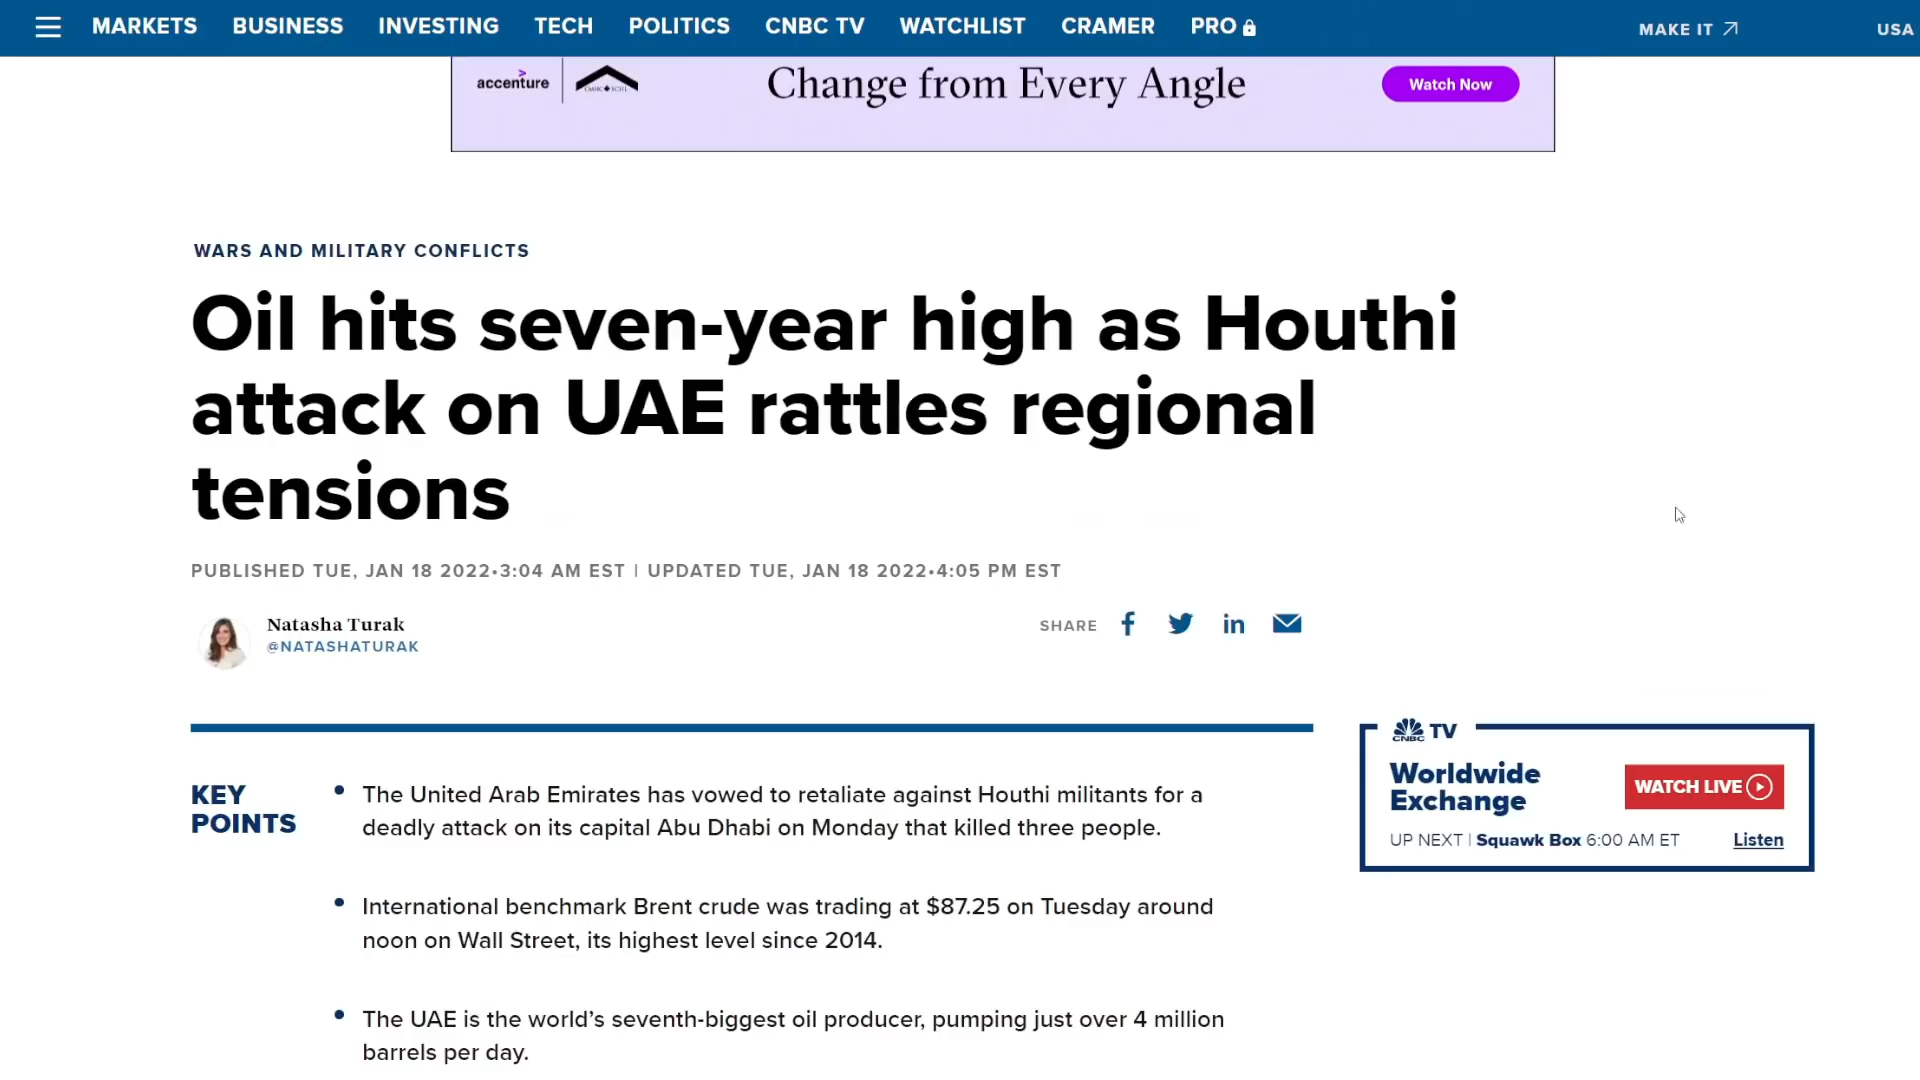 MARKETS BUSINESS INVESTING TECH POLITICS CNBC TV WATCHLIST CRAMER PRO MAKE IT USA
accenture Change from Every Angle Watch Now
WARS AND MILITARY CONFLICTS
Oil hits seven-year high as Houthi
attack on UAE rattles regional
tensions
PUBLISHED TUE, JAN 18 2022•3:04 AM EST | UPDATED TUE, JAN 18 2022•4:05 PM EST
Natasha Turak
@NATASHATURAK
SHARE
KEY
POINTS
• The United Arab Emirates has vowed to retaliate against Houthi militants for a
deadly attack on its capital Abu Dhabi on Monday that killed three people.
• International benchmark Brent crude was trading at $87.25 on Tuesday around
noon on Wall Street, its highest level since 2014.
• The UAE is the world’s seventh-biggest oil producer, pumping just over 4 million
barrels per day.
CNBC TV
Worldwide
Exchange
WATCH LIVE
UP NEXT | Squawk Box 6:00 AM ET Listen